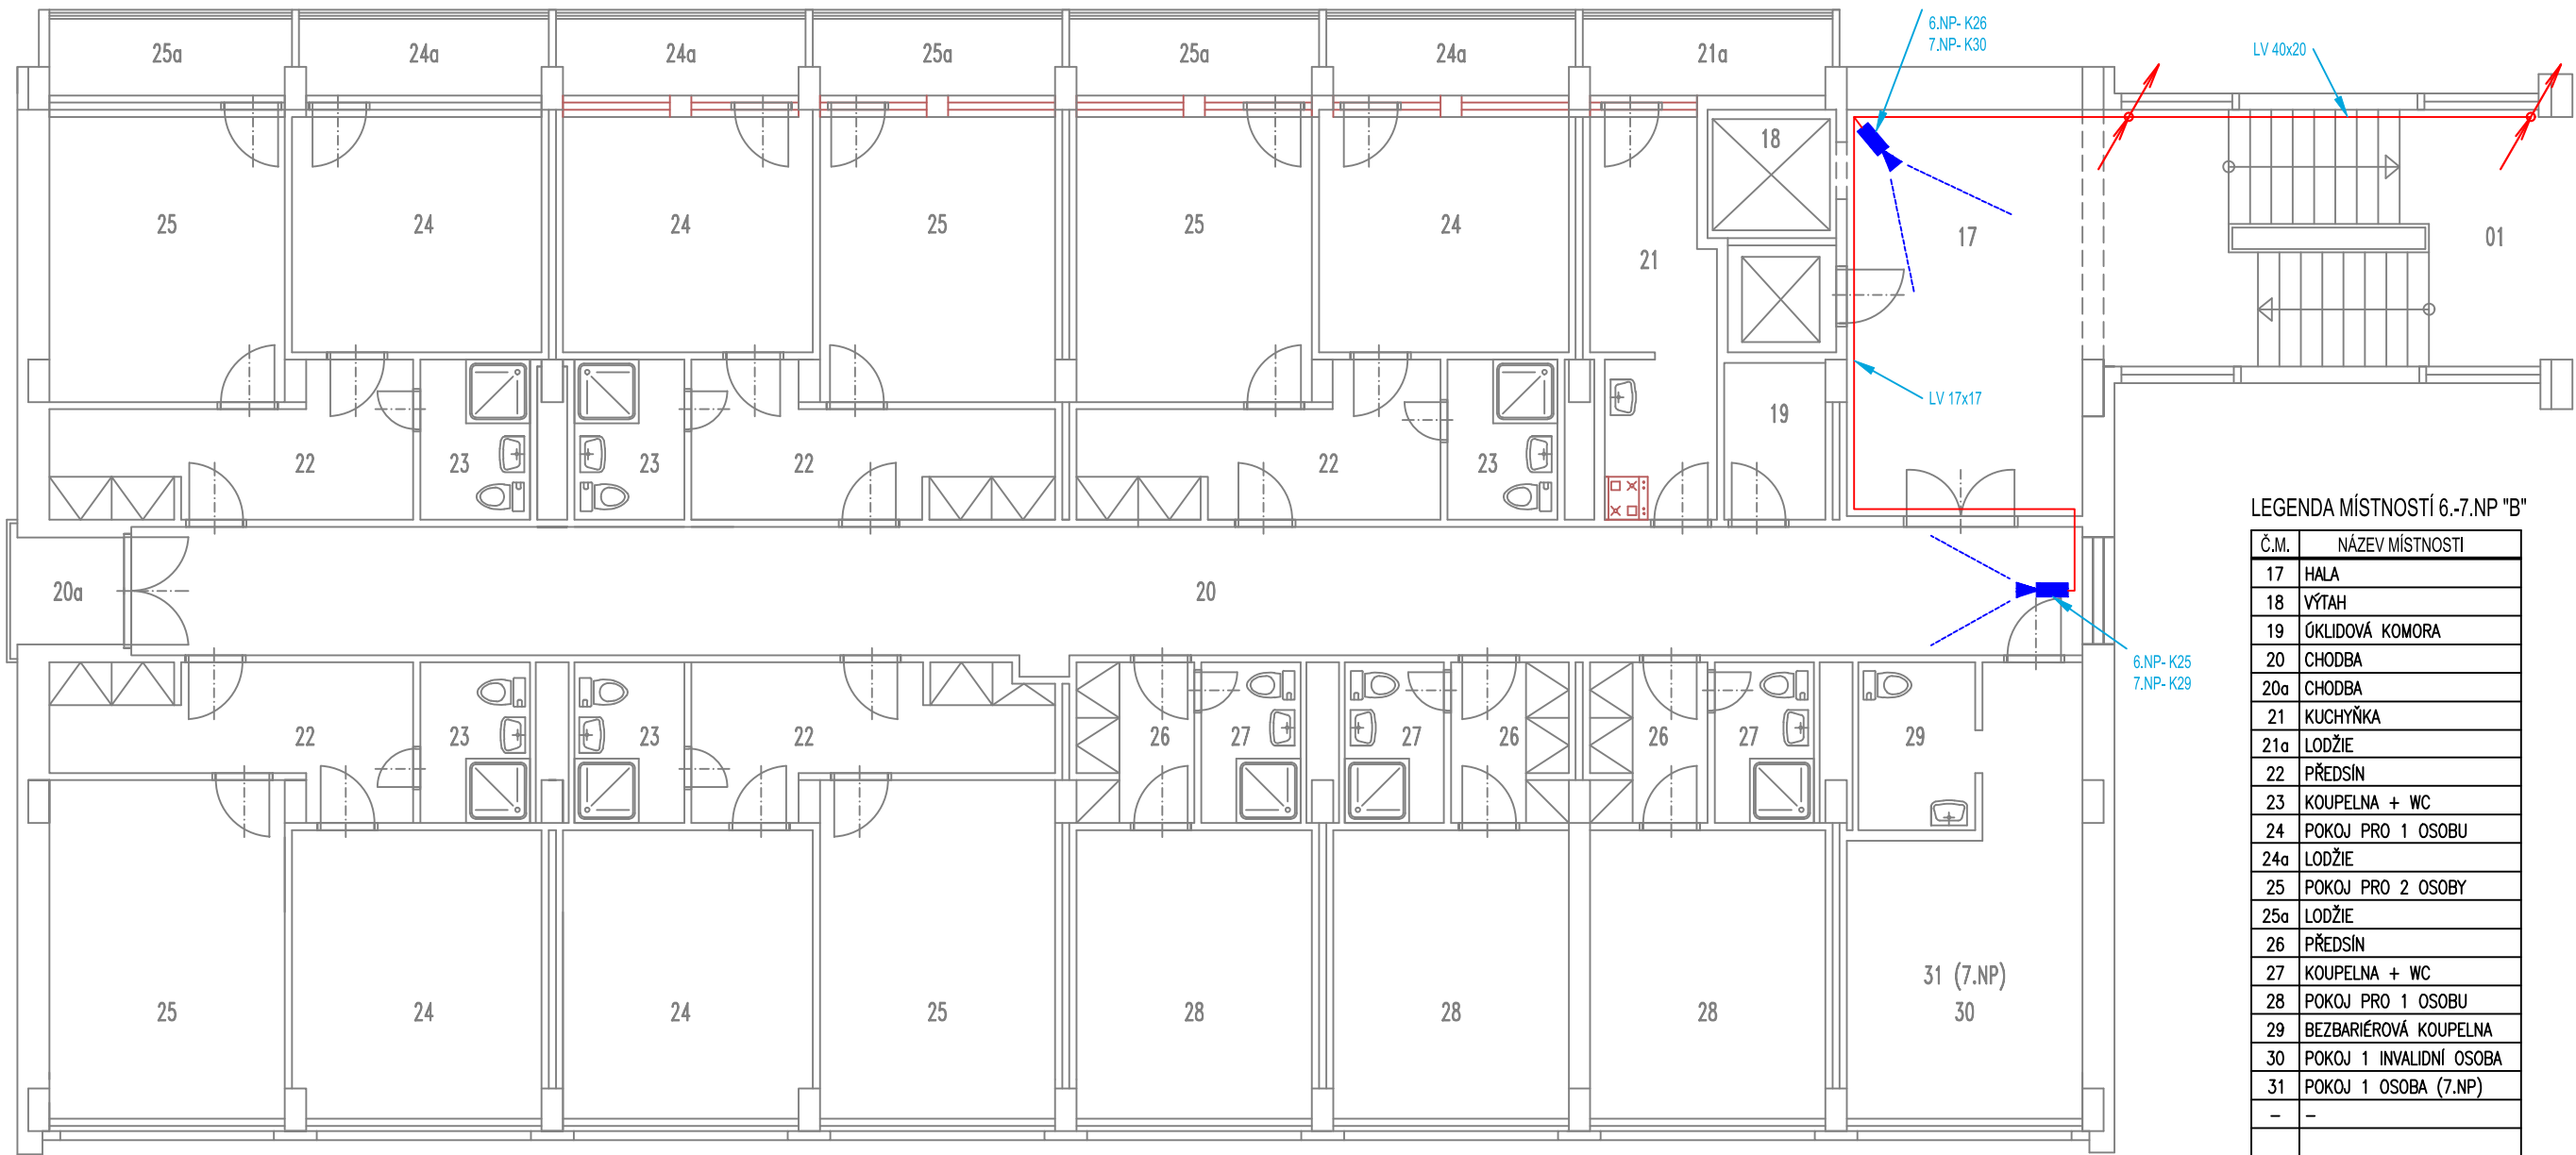 25a 24a 24a 25a 25a 24a 21a
6.NP- K26
7.NP- K30
LV 40x20
18
25 24 24 25 25 24 21 17 01
LV 17x17
19
22 23 23 22 22 23
20a 20
6.NP- K25
7.NP- K29
22 23 23 22 26 27 27 26 26 27 29
31 (7.NP)
25 24 24 25 28 28 28 30
LEGENDA MÍSTNOSTÍ 6.-7.NP "B"
Č.M. NÁZEV MÍSTNOSTI
17 HALA
18 VÝTAH
19 ÚKLIDOVÁ KOMORA
20 CHODBA
20a CHODBA
21 KUCHYŇKA
21a LODŽIE
22 PŘEDSÍN
23 KOUPELNA + WC
24 POKOJ PRO 1 OSOBU
24a LODŽIE
25 POKOJ PRO 2 OSOBY
25a LODŽIE
26 PŘEDSÍN
27 KOUPELNA + WC
28 POKOJ PRO 1 OSOBU
29 BEZBARIÉROVÁ KOUPELNA
30 POKOJ 1 INVALIDNÍ OSOBA
31 POKOJ 1 OSOBA (7.NP)
– –